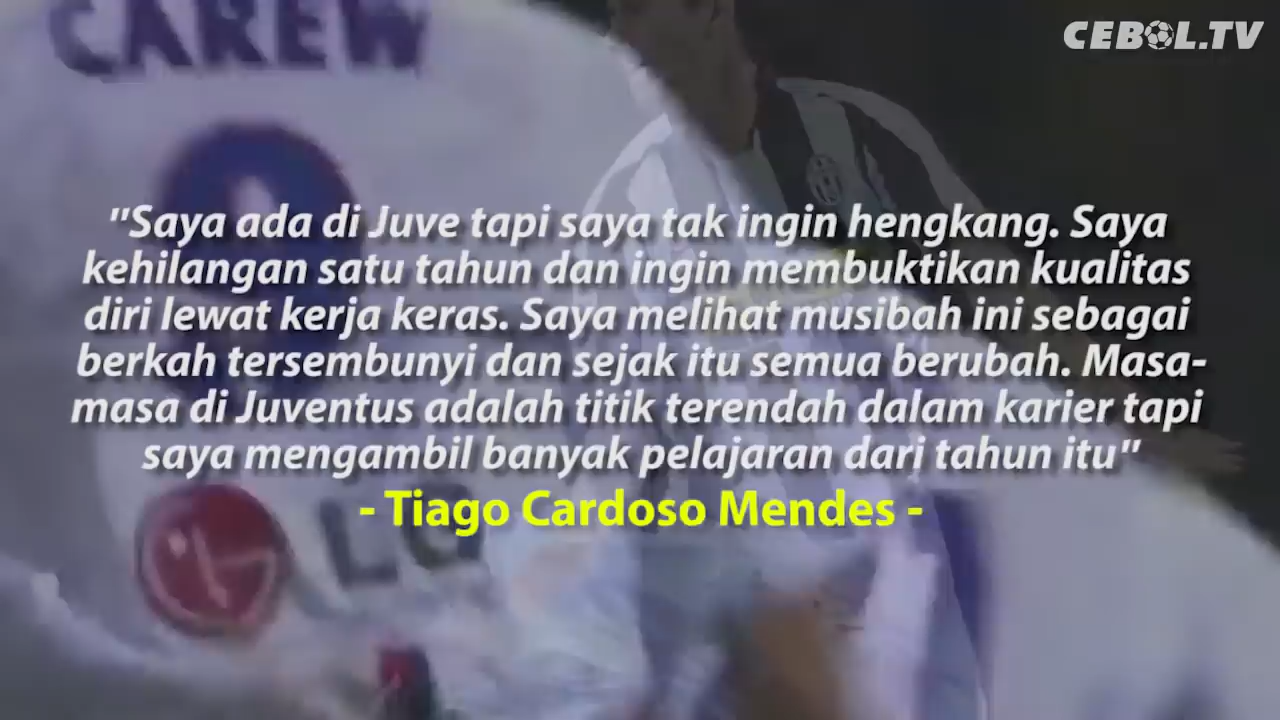 CAREW
CEBOL.TV
"Saya ada di Juve tapi saya tak ingin hengkang. Saya
kehilangan satu tahun dan ingin membuktikan kualitas
diri lewat kerja keras. Saya melihat musibah ini sebagai
berkah tersembunyi dan sejak itu semua berubah. Masa-
masa di Juventus adalah titik terendah dalam karier tapi
saya mengambil banyak pelajaran dari tahun itu"
- Tiago Cardoso Mendes -
LG